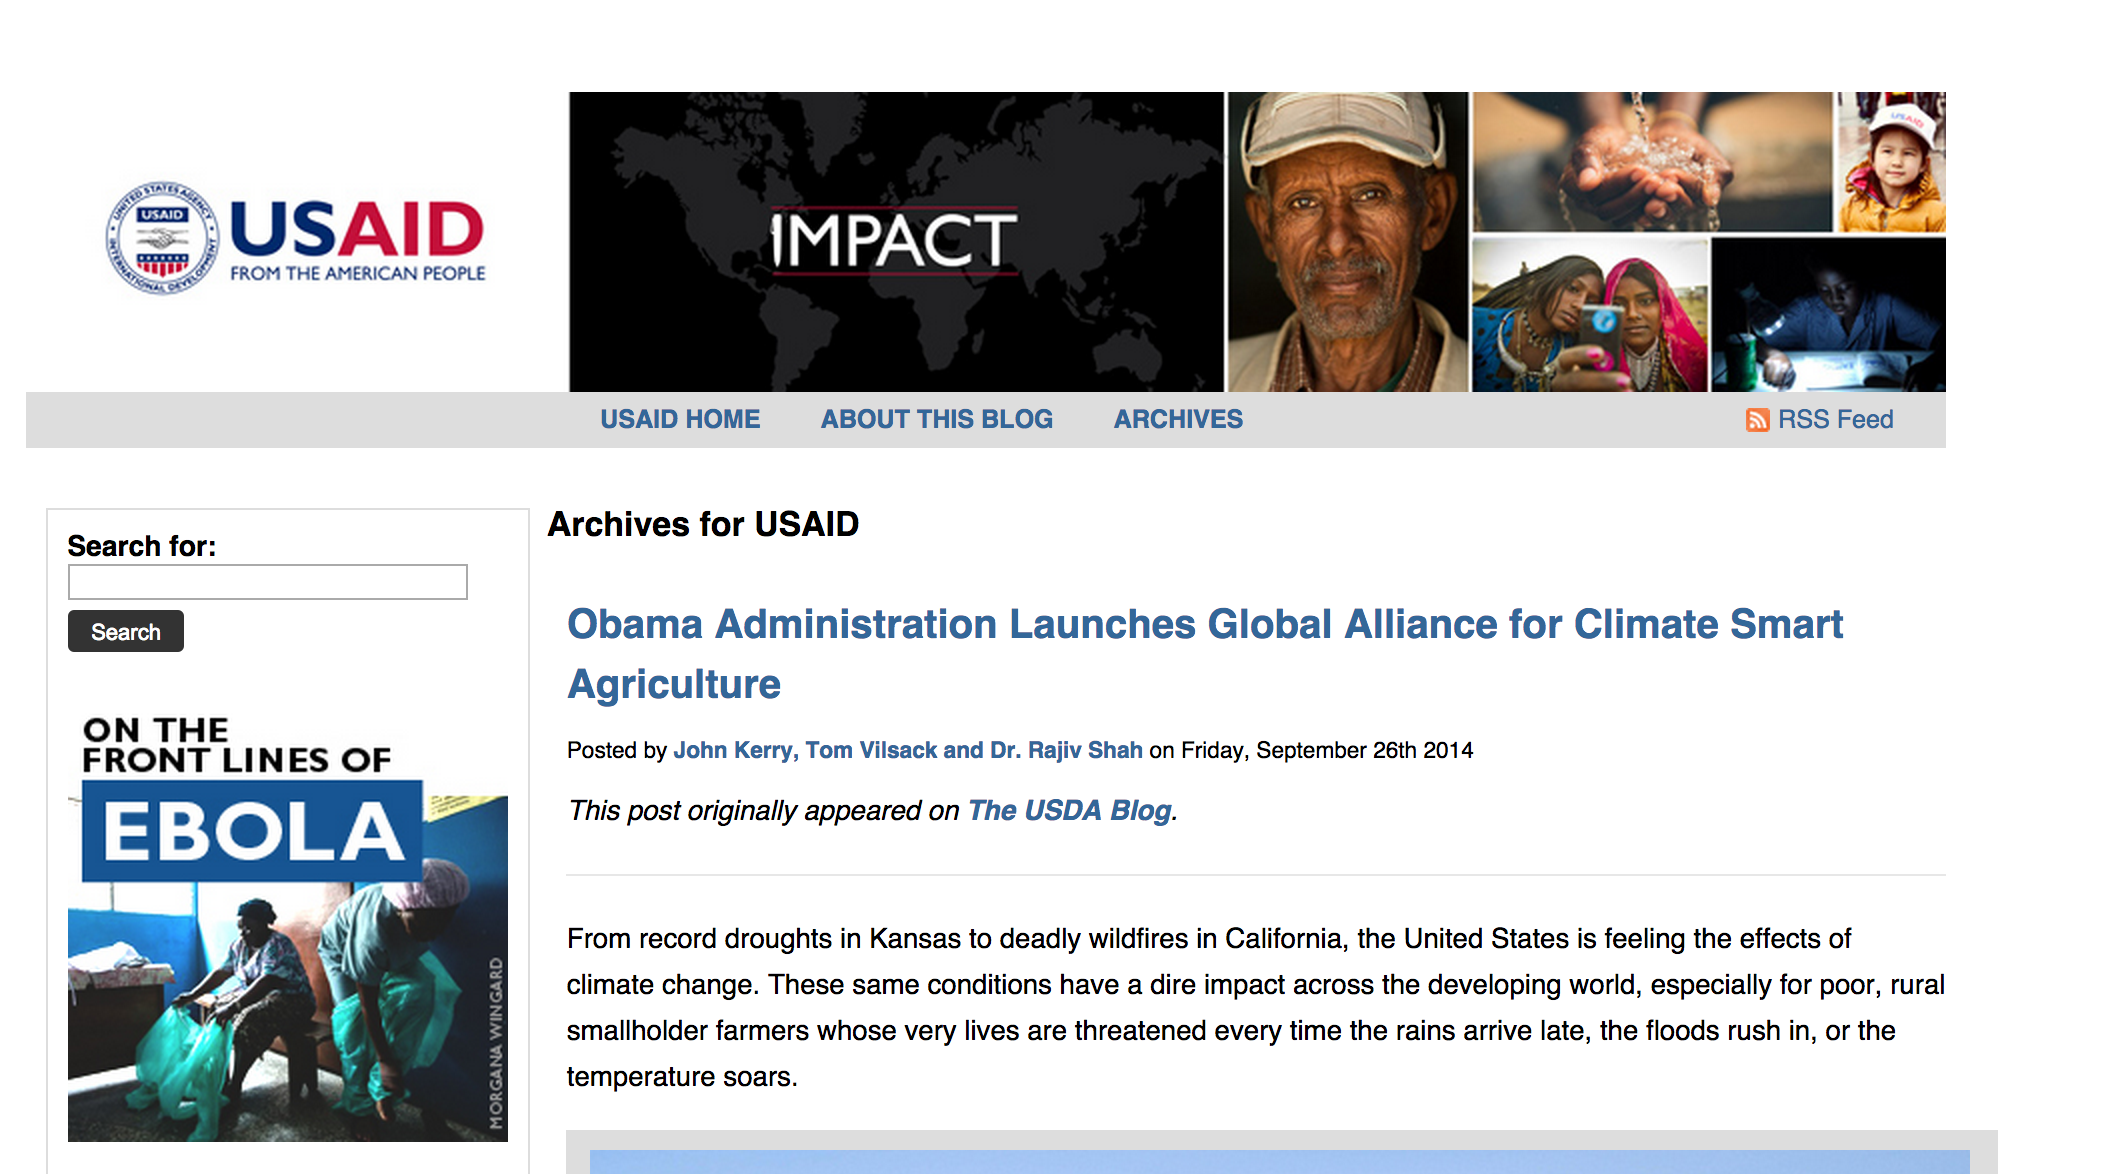 UNITED STATES AGENCY
USAID
INTERNATIONAL DEVELOPMENT
USAID
FROM THE AMERICAN PEOPLE
IMPACT
USAID
USAID HOME
ABOUT THIS BLOG
ARCHIVES
RSS Feed
Search for:
Search
ON THE
FRONT LINES OF
EBOLA
MORGANA WINGARD
Archives for USAID
Obama Administration Launches Global Alliance for Climate Smart
Agriculture
Posted by John Kerry, Tom Vilsack and Dr. Rajiv Shah on Friday, September 26th 2014
This post originally appeared on The USDA Blog.
From record droughts in Kansas to deadly wildfires in California, the United States is feeling the effects of
climate change. These same conditions have a dire impact across the developing world, especially for poor, rural
smallholder farmers whose very lives are threatened every time the rains arrive late, the floods rush in, or the
temperature soars.